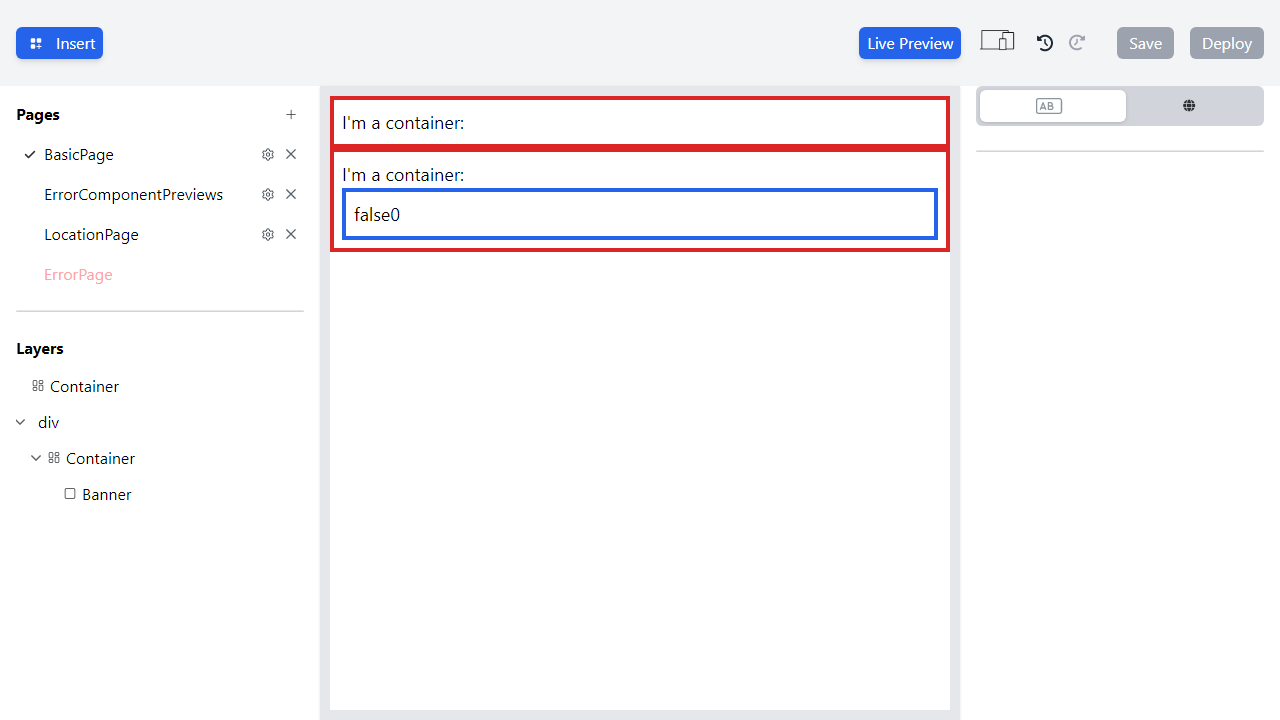 Insert
Live Preview
Save
Deploy
Pages
BasicPage
ErrorComponentPreviews
LocationPage
ErrorPage
Layers
Container
div
Container
Banner
I'm a container:
I'm a container:
false0
AB